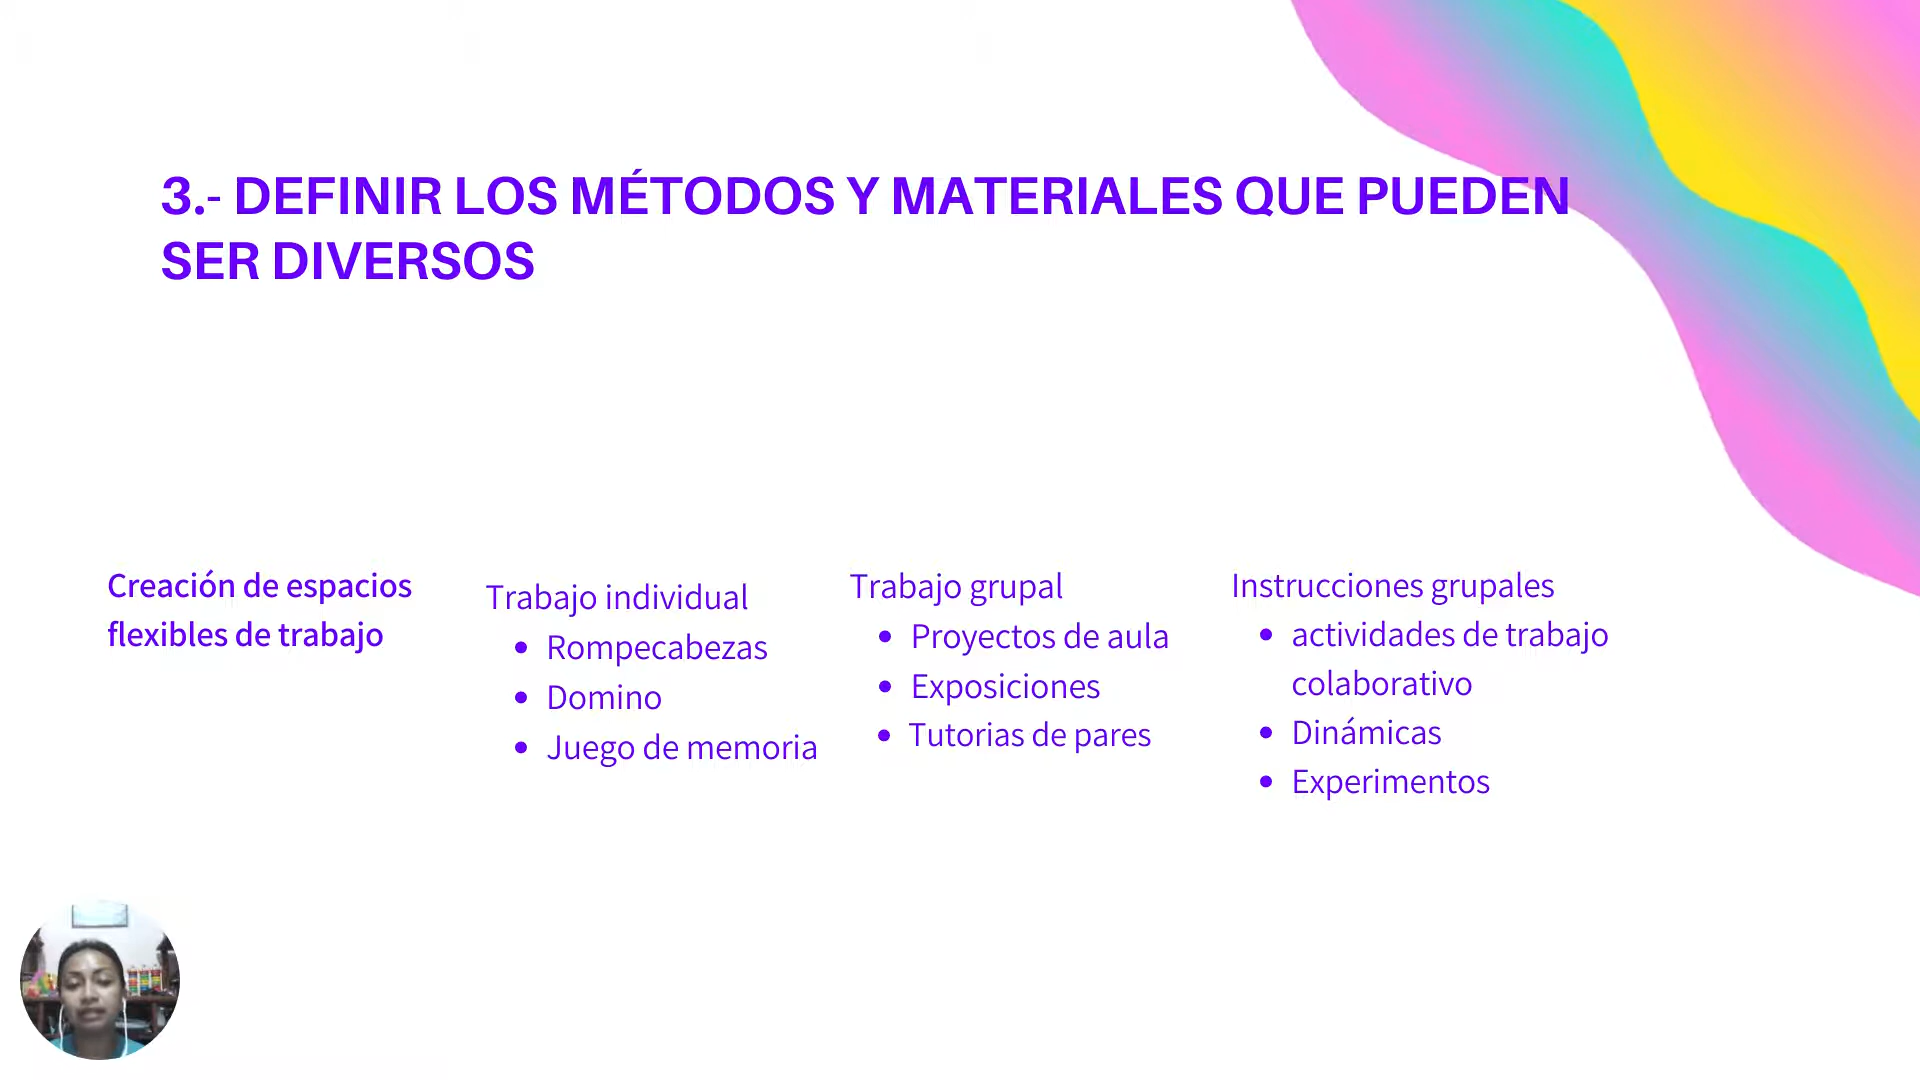 3.- DEFINIR LOS MÉTODOS Y MATERIALES QUE PUEDEN
SER DIVERSOS
Creación de espacios
flexibles de trabajo
Trabajo individual
• Rompecabezas
• Domino
• Juego de memoria
Trabajo grupal
• Proyectos de aula
• Exposiciones
• Tutorias de pares
Instrucciones grupales
• actividades de trabajo
colaborativo
• Dinámicas
• Experimentos